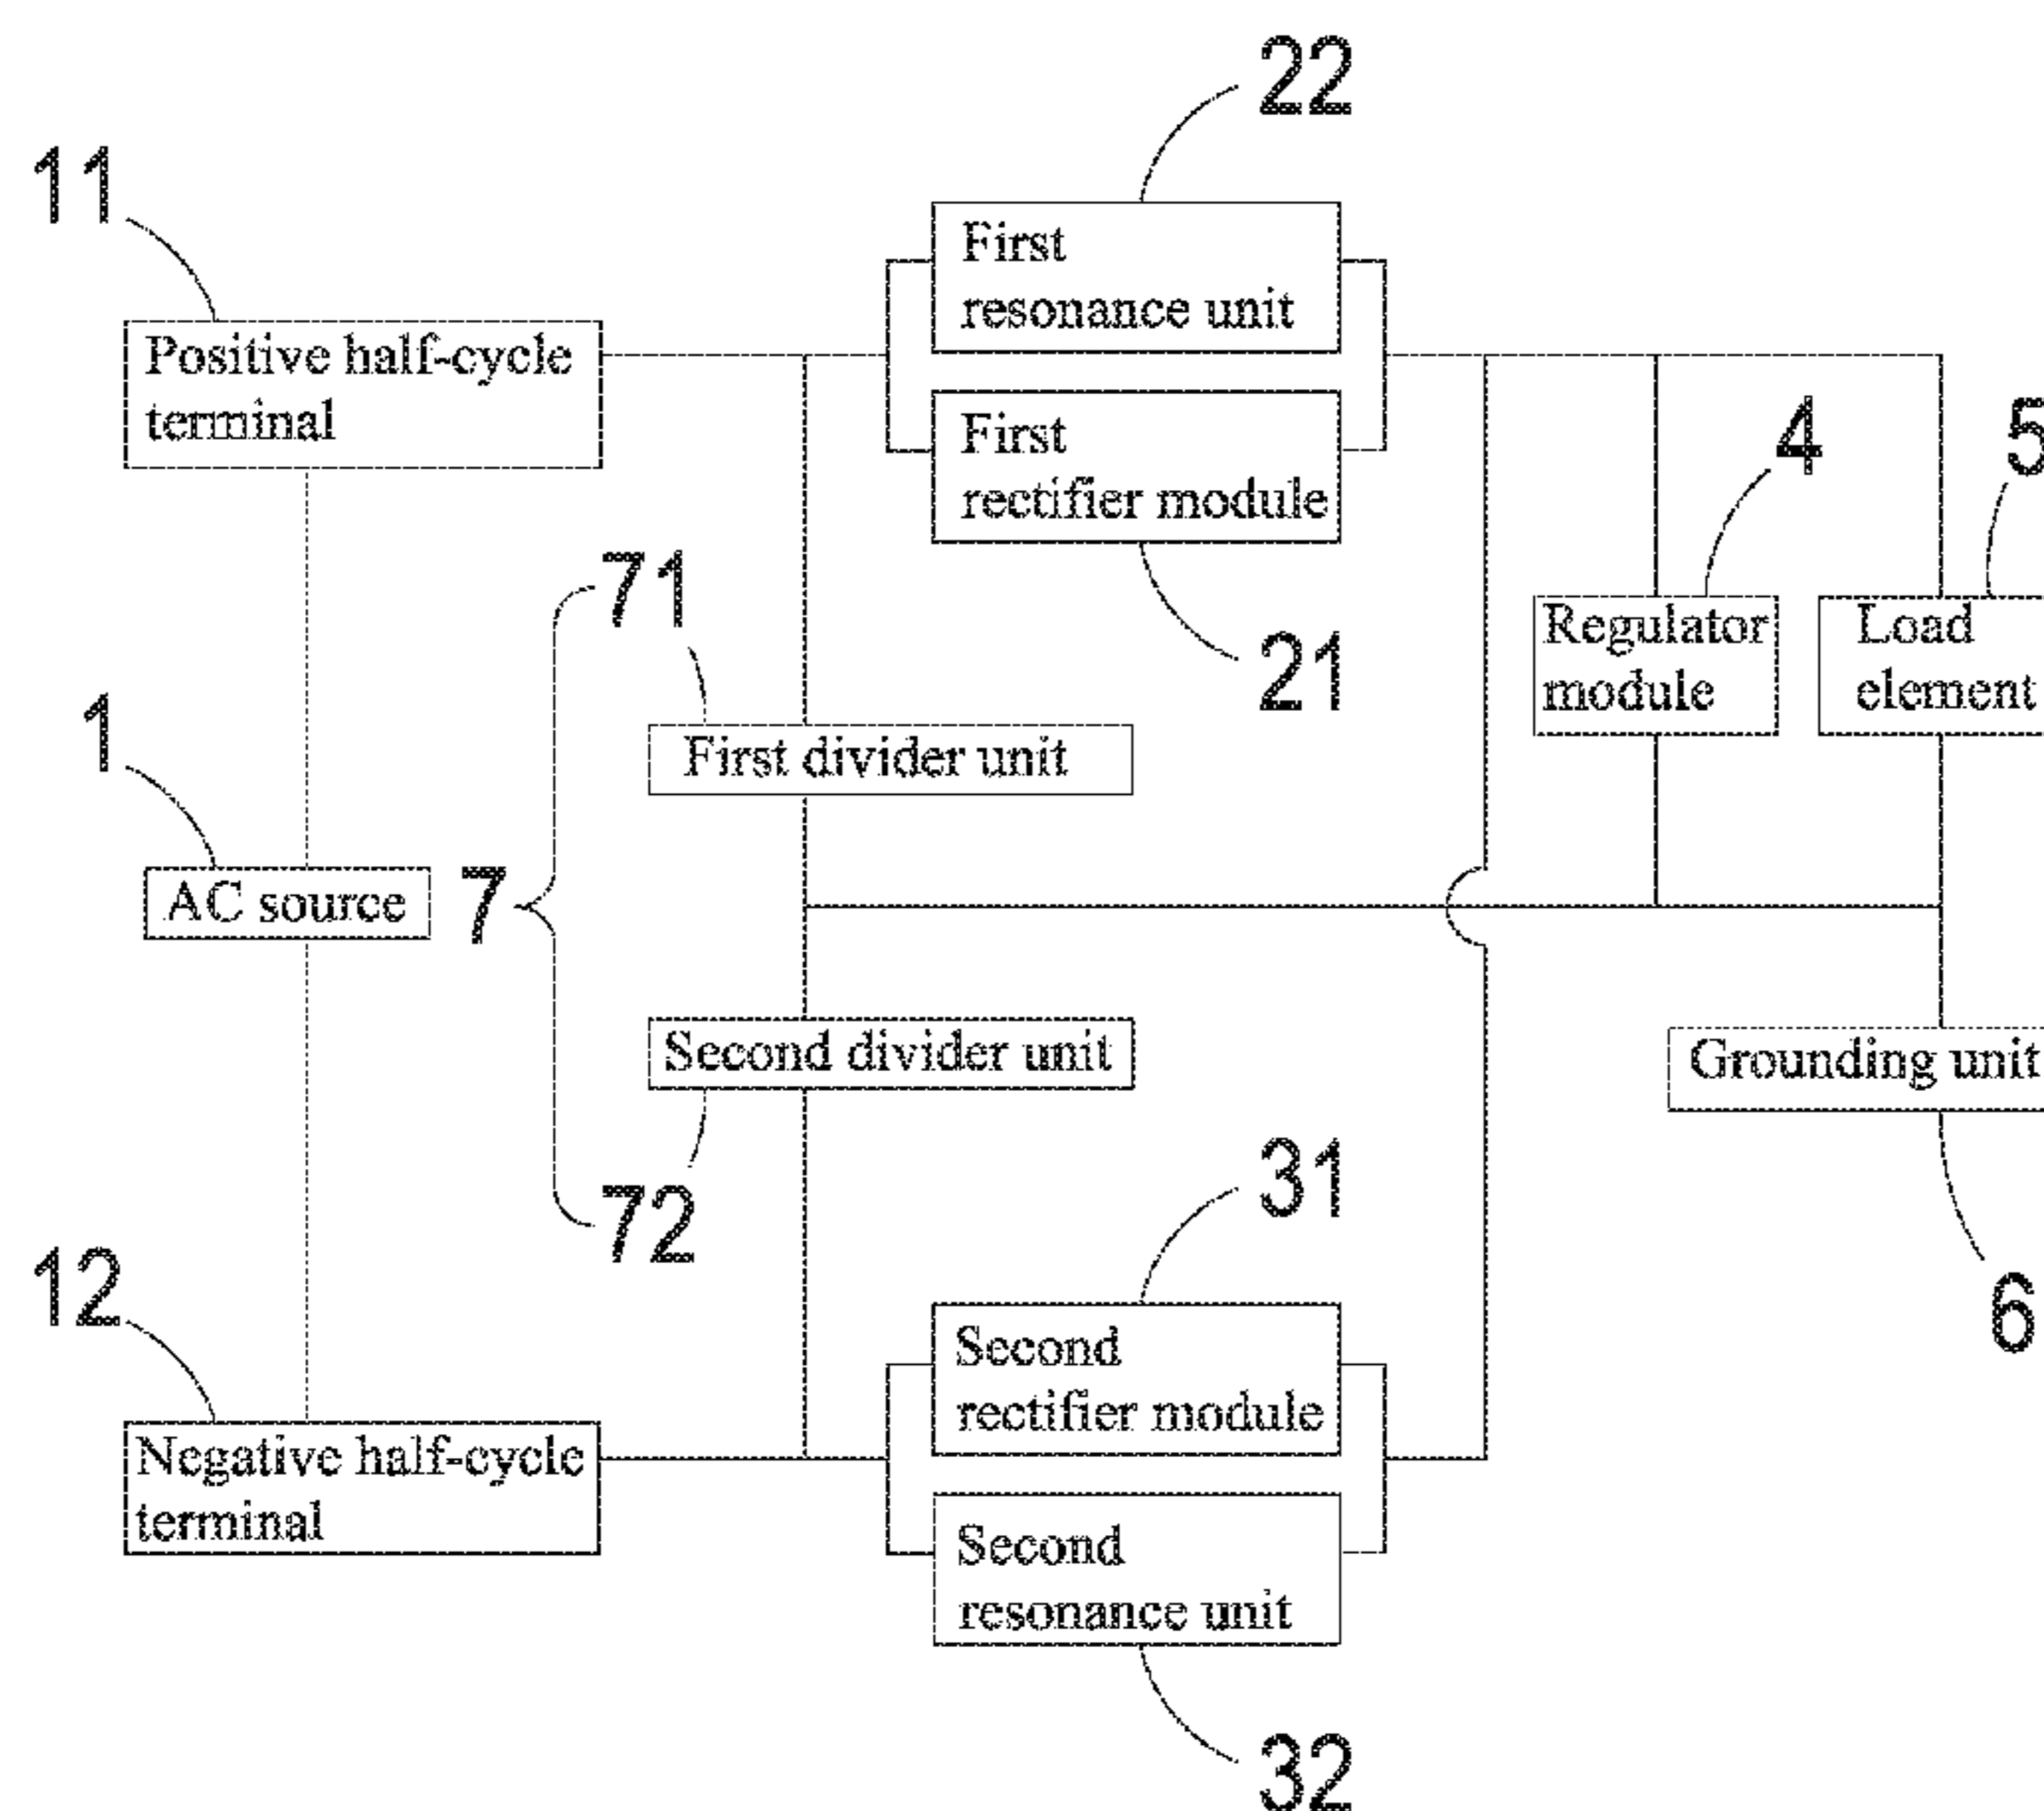 22
11
First
resonance unit
Positive half-cycle
terminal
First
rectifier module
4
5
71
21
Regulator
module
Load
element
1
First divider unit
AC source
7
Second divider unit
Grounding unit
72
31
12
6
Second
rectifier module
Negative half-cycle
terminal
Second
resonance unit
32